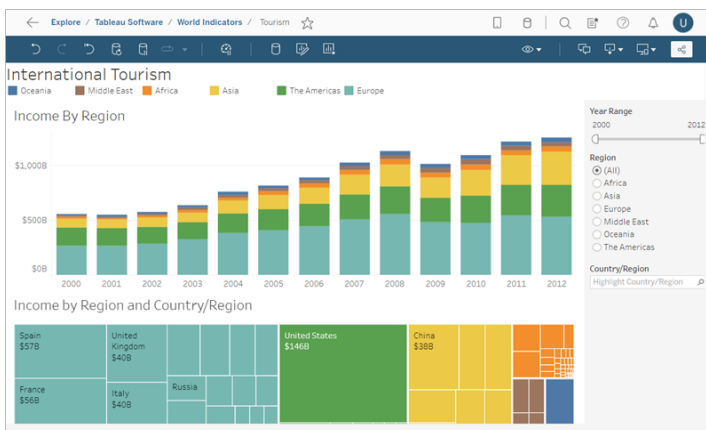 Explore / Tableau Software / World Indicators / Tourism
U
International Tourism
Oceania Middle East Africa Asia The Americas Europe
Income By Region
$1,000B
$500B
$0B
2000 2001 2002 2003 2004 2005 2006 2007 2008 2009 2010 2011 2012
Year Range
2000 2012
Region
(All)
Africa
Asia
Europe
Middle East
Oceania
The Americas
Country/Region
Highlight Country/Region
Income by Region and Country/Region
Spain
$57B
France
$56B
United
Kingdom
$40B
Italy
$40B
Russia
United States
$146B
China
$38B